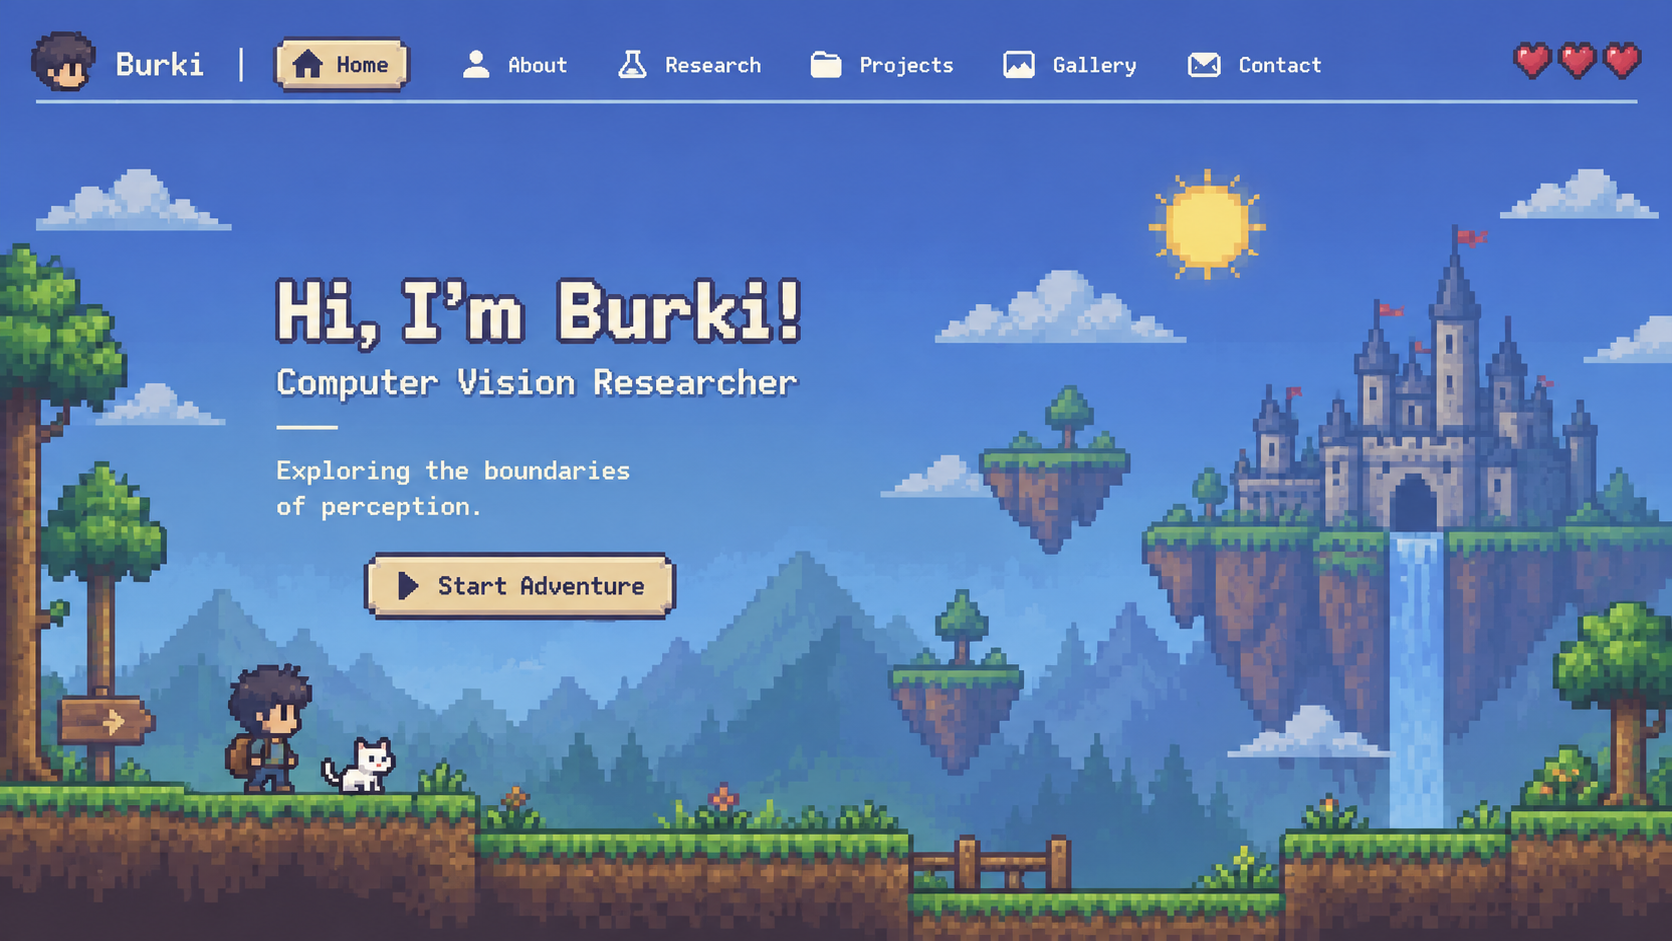 Burki | Home About Research Projects Gallery Contact
Hi, I’m Burki!
Computer Vision Researcher
Exploring the boundaries
of perception.
Start Adventure